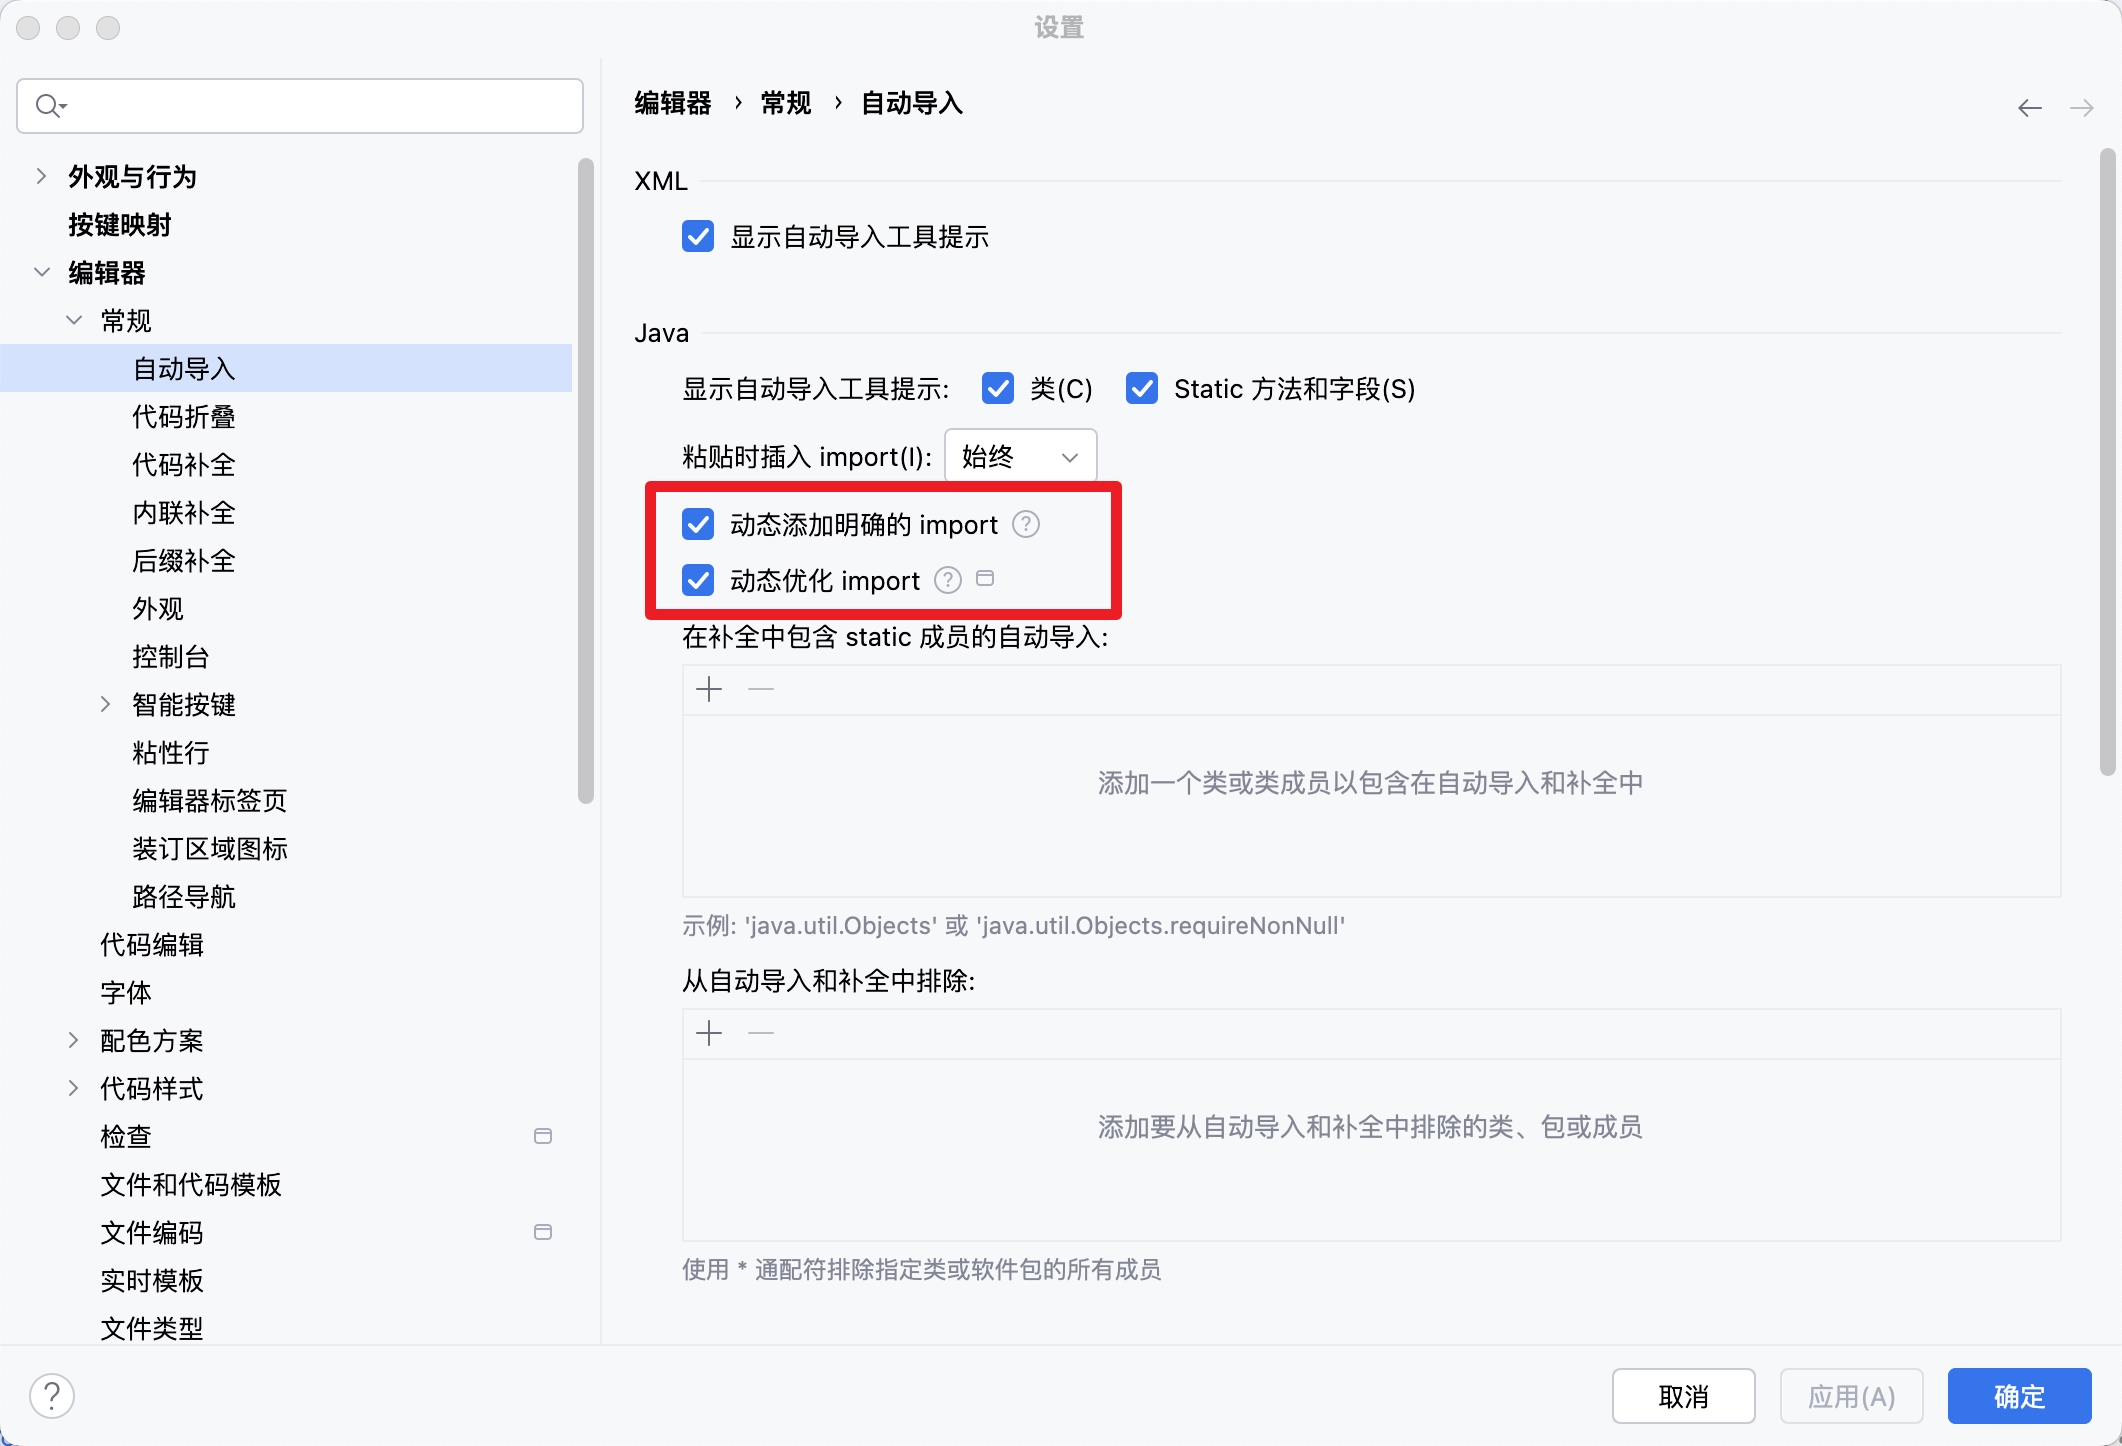 设置
外观与行为
按键映射
编辑器
常规
自动导入
代码折叠
代码补全
内联补全
后缀补全
外观
控制台
智能按键
粘性行
编辑器标签页
装订区域图标
路径导航
代码编辑
字体
配色方案
代码样式
检查
文件和代码模板
文件编码
实时模板
文件类型
编辑器 › 常规 › 自动导入
XML
显示自动导入工具提示
Java
显示自动导入工具提示: 类(C) Static 方法和字段(S)
粘贴时插入 import(I): 始终
动态添加明确的 import ?
动态优化 import ?
在补全中包含 static 成员的自动导入:
添加一个类或类成员以包含在自动导入和补全中
示例: 'java.util.Objects' 或 'java.util.Objects.requireNonNull'
从自动导入和补全中排除:
添加要从自动导入和补全中排除的类、包或成员
使用 * 通配符排除指定类或软件包的所有成员
? 取消 应用(A) 确定